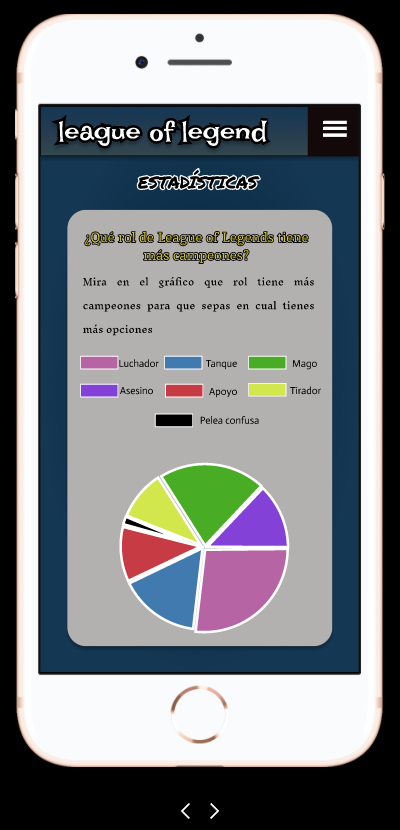 league of legend
ESTADÍSTICAS
¿Qué rol de League of Legends tiene
más campeones?
Mira en el gráfico que rol tiene más
campeones para que sepas en cual tienes
más opciones
Luchador Tanque Mago
Asesino Apoyo Tirador
Pelea confusa